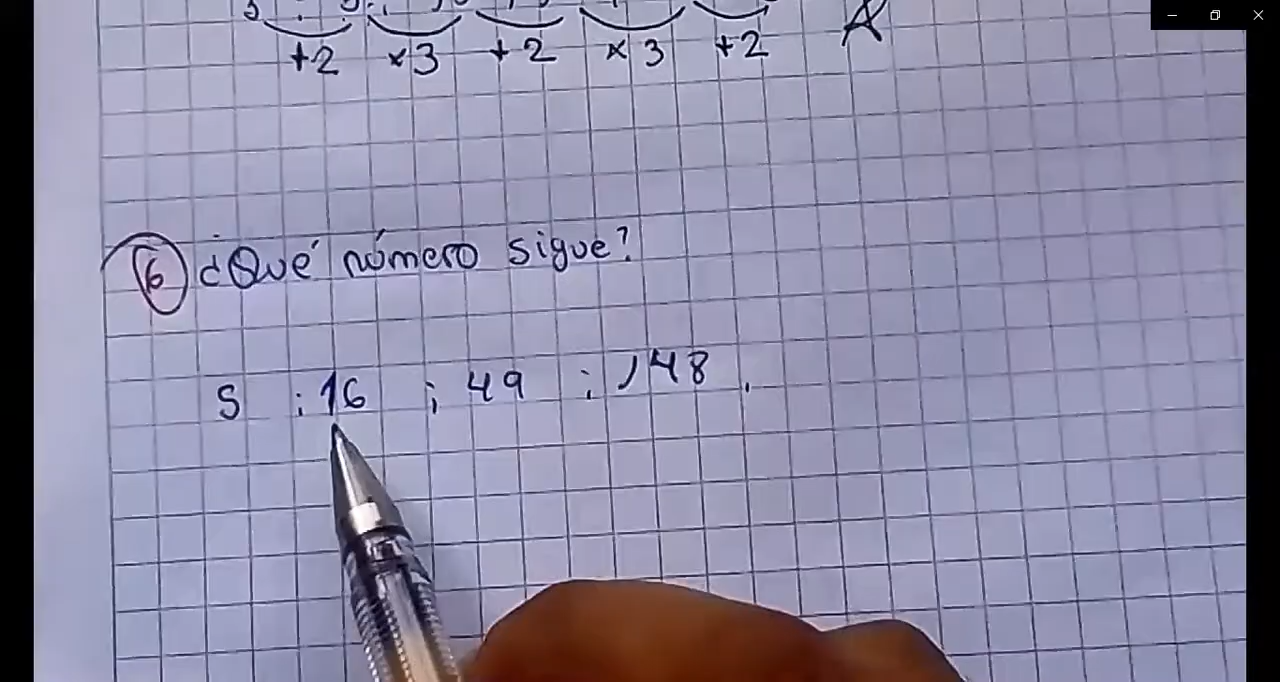 +2 ×3 +2 ×3 +2 A
6 ¿Qué número sigue?
5 ; 16 ; 49 ; 148 .